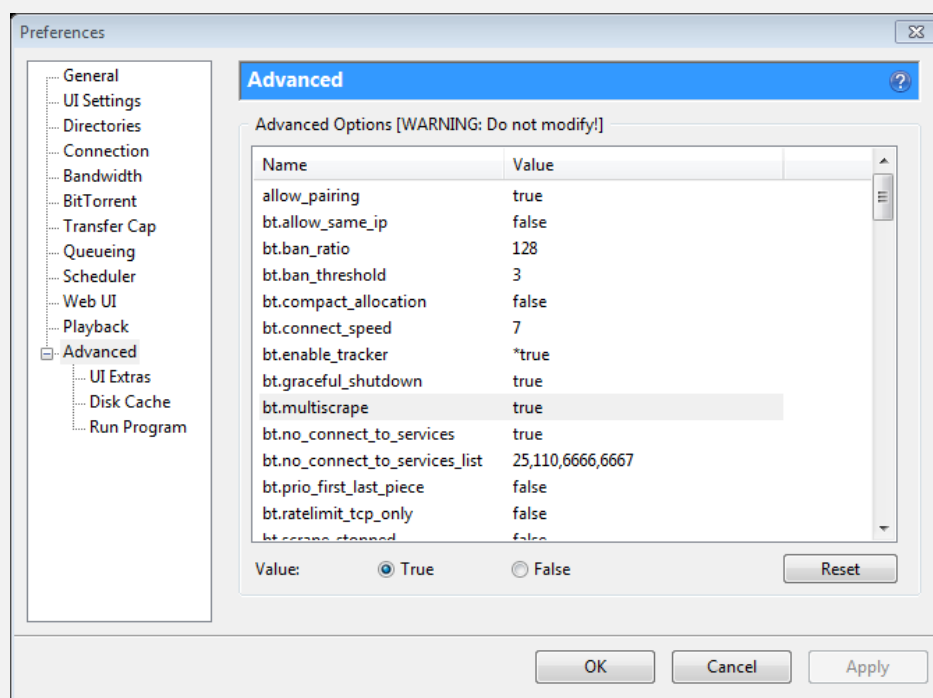 Preferences
General
UI Settings
Directories
Connection
Bandwidth
BitTorrent
Transfer Cap
Queueing
Scheduler
Web UI
Playback
Advanced
UI Extras
Disk Cache
Run Program
Advanced
?
Advanced Options [WARNING: Do not modify!]
Name Value
allow_pairing true
bt.allow_same_ip false
bt.ban_ratio 128
bt.ban_threshold 3
bt.compact_allocation false
bt.connect_speed 7
bt.enable_tracker *true
bt.graceful_shutdown true
bt.multiscrape true
bt.no_connect_to_services true
bt.no_connect_to_services_list 25,110,6666,6667
bt.prio_first_last_piece false
bt.ratelimit_tcp_only false
bt.scrape_stopped false
Value: True False Reset
OK Cancel Apply